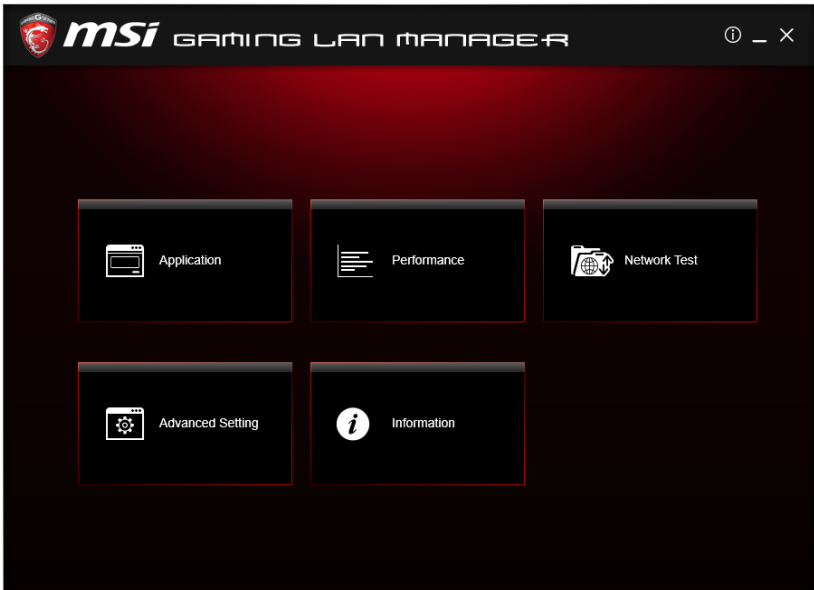 msi GAMING LAN MANAGER
Application
Performance
Network Test
Advanced Setting
Information